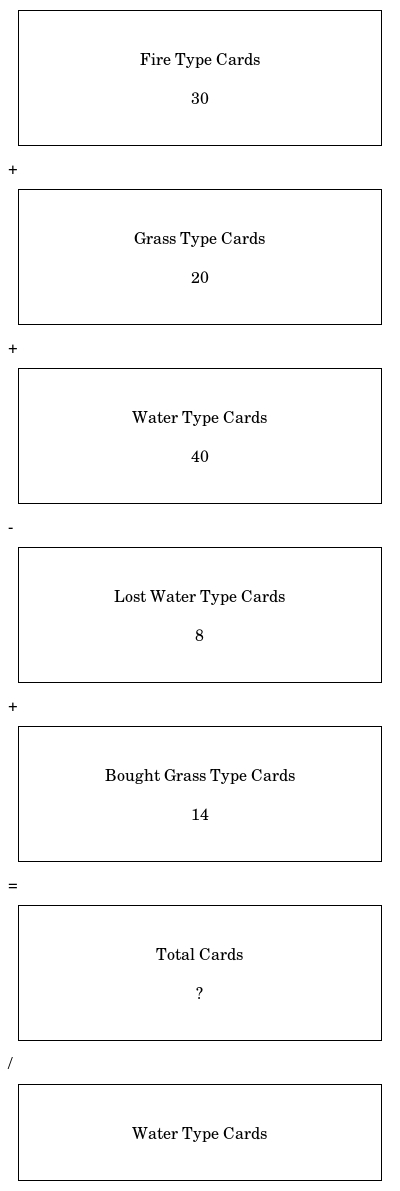 Fire Type Cards
30
+
Grass Type Cards
20
+
Water Type Cards
40
-
Lost Water Type Cards
8
+
Bought Grass Type Cards
14
=
Total Cards
?
/
Water Type Cards